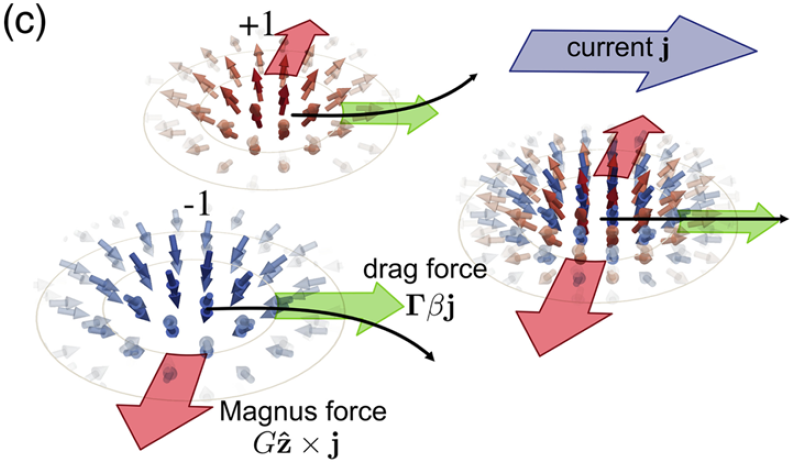 (c)
+1
current j
-1
drag force
Γβj
Magnus force
Gẑ × j